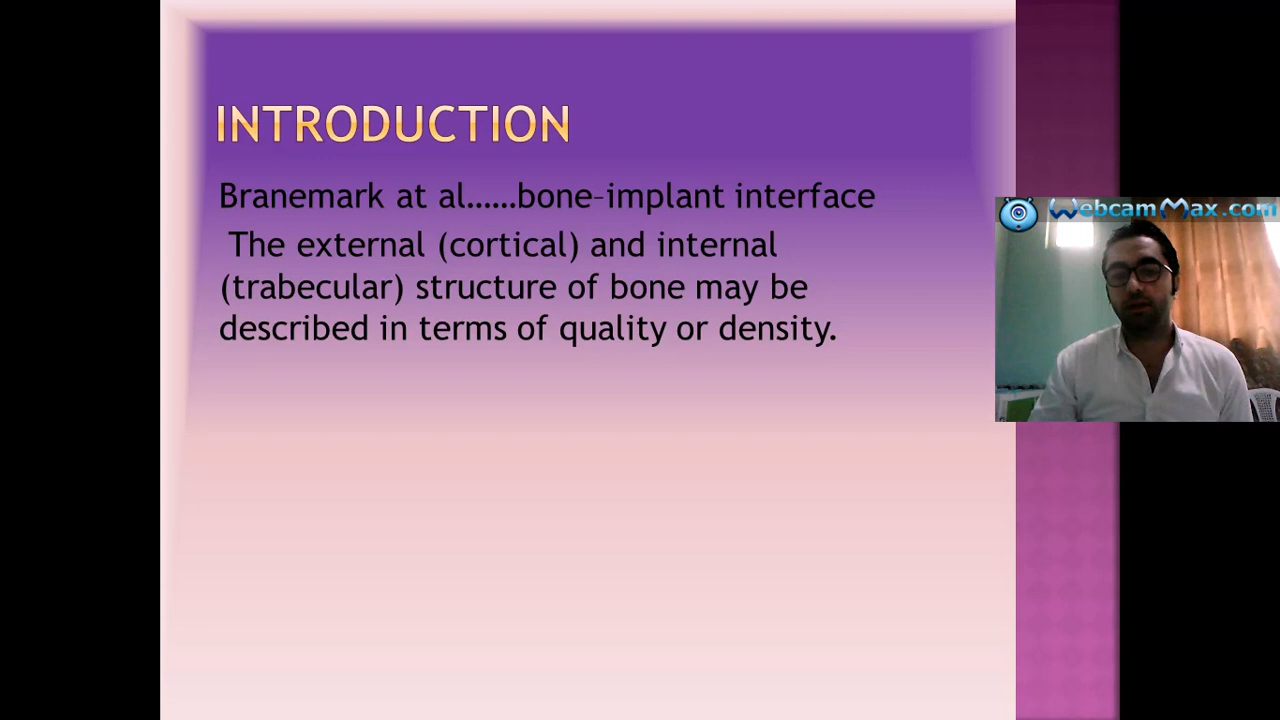 INTRODUCTION
Branemark at al......bone–implant interface
The external (cortical) and internal
(trabecular) structure of bone may be
described in terms of quality or density.
WebcamMax.com